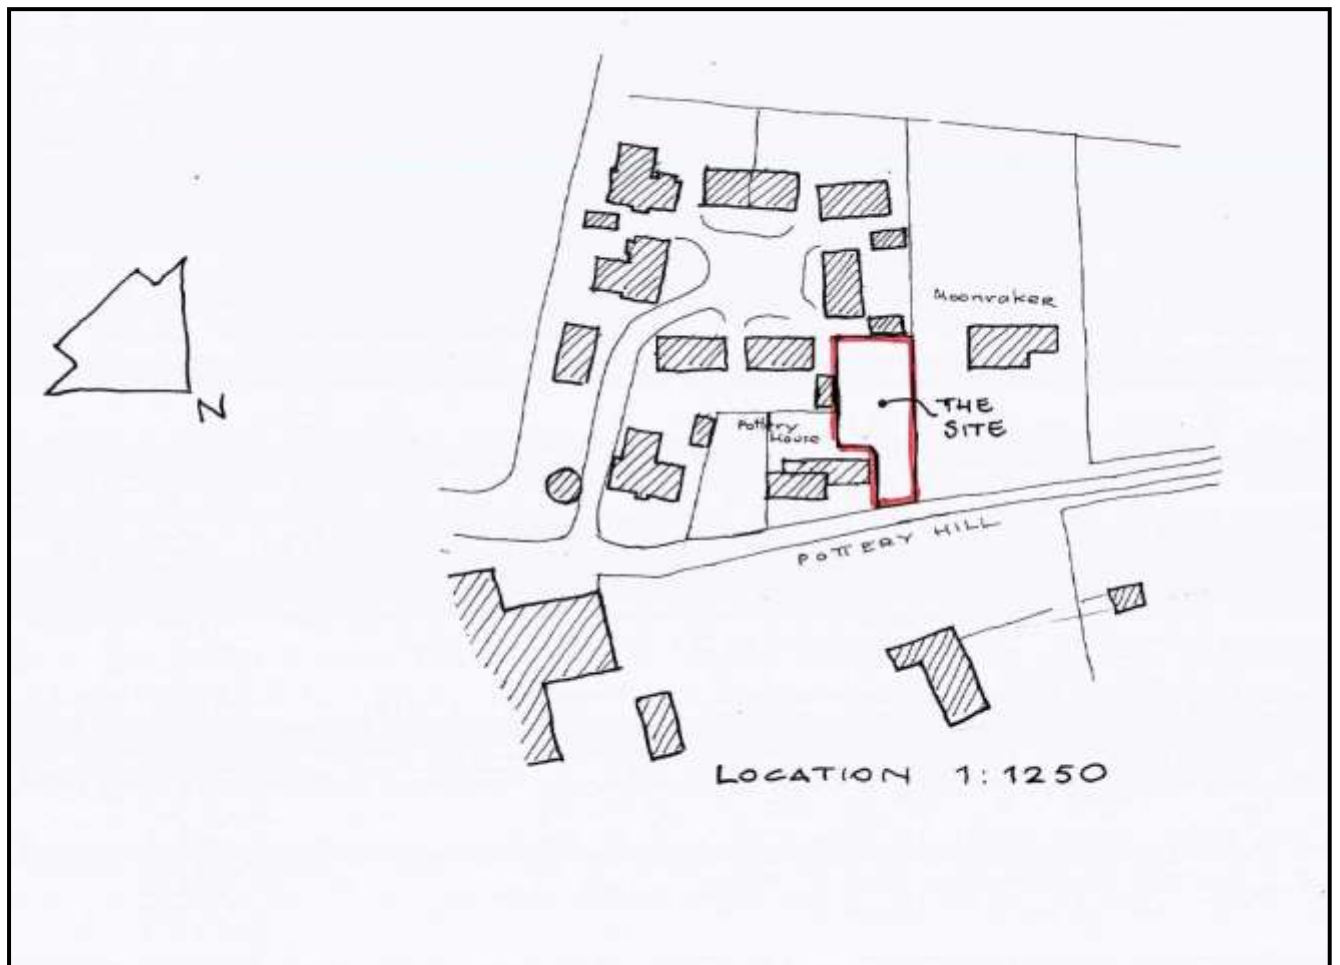 Moonraker
THE
SITE
Pottery
House
N
POTTERY HILL
LOCATION 1:1250